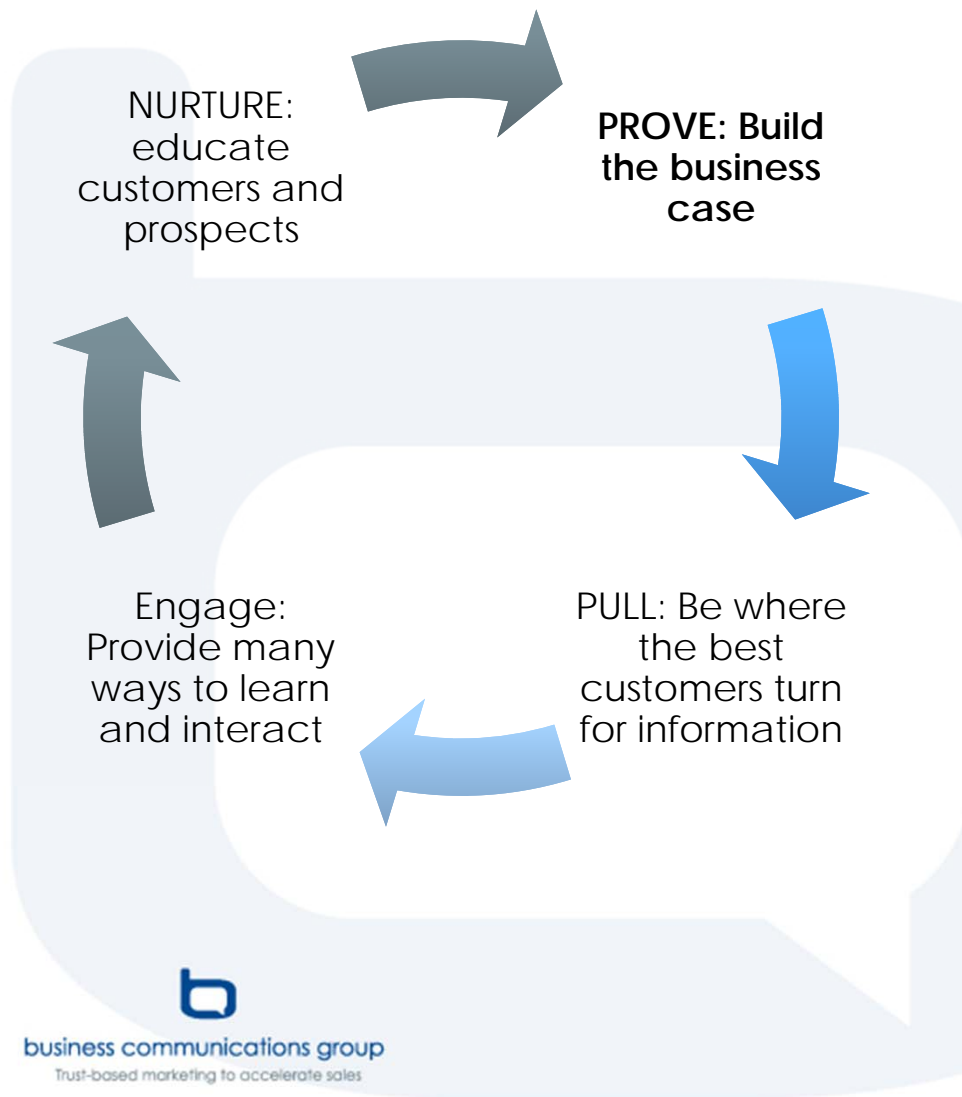 NURTURE:
educate
customers and
prospects
PROVE: Build
the business
case
PULL: Be where
the best
customers turn
for information
Engage:
Provide many
ways to learn
and interact
business communications group
Trust-based marketing to accelerate sales